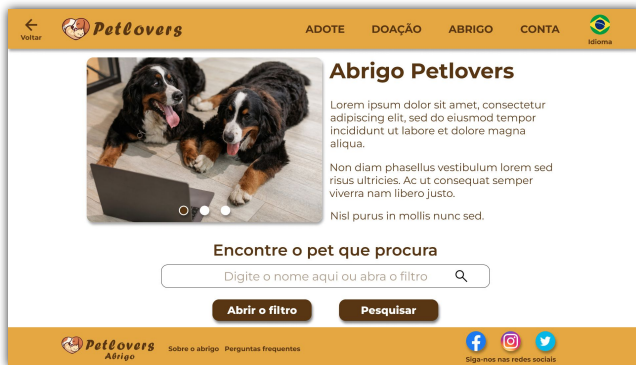 Voltar
Petlovers
ADOTE
DOAÇÃO
ABRIGO
CONTA
Idioma
Abrigo Petlovers
Lorem ipsum dolor sit amet, consectetur
adipiscing elit, sed do eiusmod tempor
incididunt ut labore et dolore magna
aliqua.
Non diam phasellus vestibulum lorem sed
risus ultricies. Ac ut consequat semper
viverra nam libero justo.
Nisl purus in mollis nunc sed.
Encontre o pet que procura
Digite o nome aqui ou abra o filtro
Abrir o filtro
Pesquisar
Petlovers
Abrigo
Sobre o abrigo
Perguntas frequentes
Siga-nos nas redes sociais